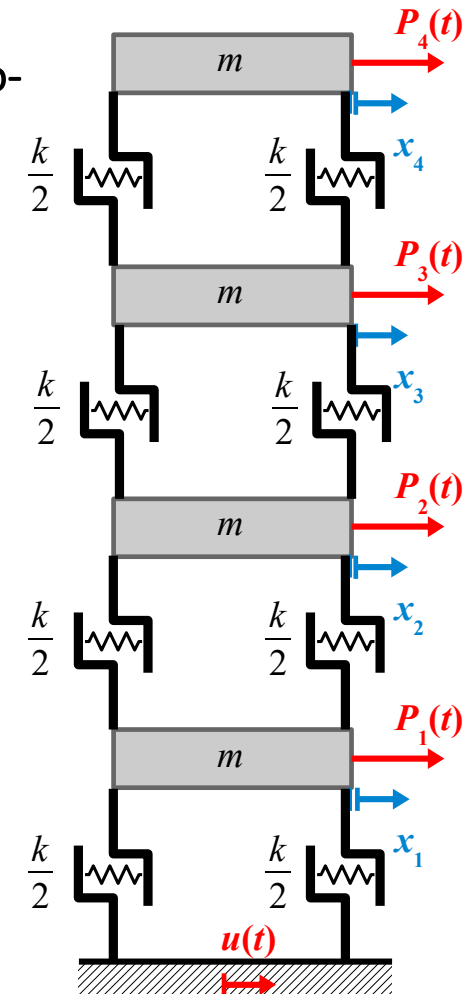 P₄(t)
m
o-
x₄
k/2
k/2
P₃(t)
m
x₃
k/2
k/2
P₂(t)
m
x₂
k/2
k/2
P₁(t)
m
x₁
k/2
k/2
u(t)